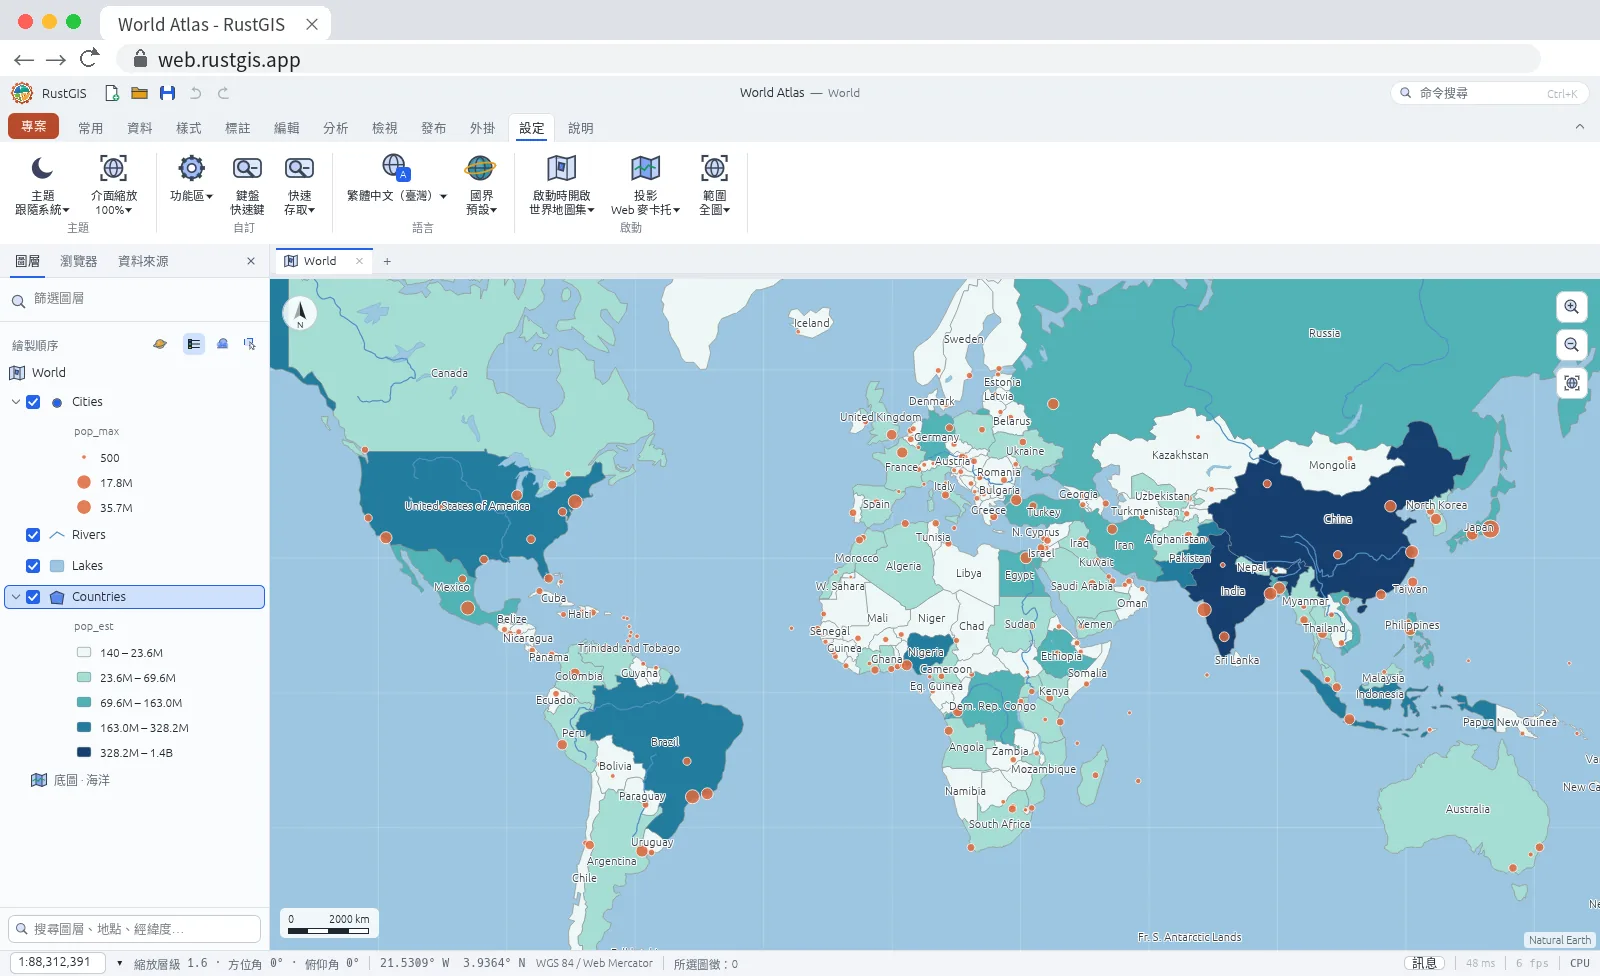 World Atlas - RustGIS
web.rustgis.app
RustGIS
World Atlas — World
命令搜尋 Ctrl+K
專案 常用 資料 樣式 標註 編輯 分析 檢視 發布 外掛 設定 說明
主題 跟隨系統
介面縮放 100%
主題
功能區
鍵盤 快速鍵
快速 存取
自訂
繁體中文（臺灣）
國界 預設
語言
啟動時開啟 世界地圖集
投影 Web 麥卡托
範圍 全圖
啟動
圖層 瀏覽器 資料來源
World
篩選圖層
繪製順序
World
Cities
pop_max
500
17.8M
35.7M
Rivers
Lakes
Countries
pop_est
140 – 23.6M
23.6M – 69.6M
69.6M – 163.0M
163.0M – 328.2M
328.2M – 1.4B
底圖 · 海洋
搜尋圖層、地點、經緯度…
N
Iceland
Russia
Sweden
Canada
Estonia
Latvia
Denmark
United Kingdom
Belarus
Germany
Ukraine
Kazakhstan
Mongolia
France
Austria
Romania
Italy
Bulgaria
Georgia
Uzbekistan
United States of America
Spain
Greece
Turkey
Turkmenistan
China
North Korea
Japan
Tunisia
N. Cyprus
Israel
Iraq
Iran
Afghanistan
Morocco
Algeria
Libya
Egypt
Kuwait
Pakistan
Nepal
Mexico
W. Sahara
Saudi Arabia
India
Taiwan
Cuba
Haiti
Oman
Myanmar
Belize
Mali
Niger
Chad
Sudan
Yemen
Thailand
Philippines
Nicaragua
Senegal
Guinea
Panama
Trinidad and Tobago
Ghana
Nigeria
Ethiopia
Sri Lanka
Colombia
Guyana
Cameroon
Somalia
Malaysia
Ecuador
Eq. Guinea
Kenya
Indonesia
Dem. Rep. Congo
Peru
Brazil
Papua New Guinea
Angola
Zambia
Bolivia
Mozambique
Va
Paraguay
Namibia
New Ca
South Africa
Australia
Uruguay
Argentina
Chile
Ne
Fr. S. Antarctic Lands
0 2000 km
Natural Earth
1:88,312,391 縮放層級 1.6 · 方位角 0° · 俯仰角 0° 21.5309° W 3.9364° N WGS 84 / Web Mercator 所選圖徵：0 訊息 48 ms 6 fps CPU